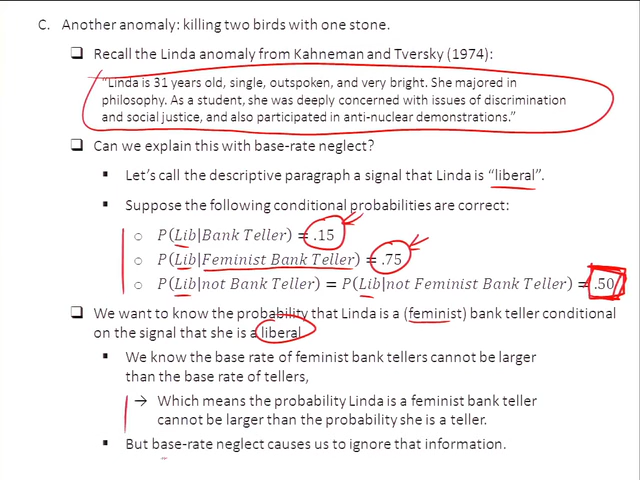 C. Another anomaly: killing two birds with one stone.
❑ Recall the Linda anomaly from Kahneman and Tversky (1974):
"Linda is 31 years old, single, outspoken, and very bright. She majored in
philosophy. As a student, she was deeply concerned with issues of discrimination
and social justice, and also participated in anti-nuclear demonstrations."
❑ Can we explain this with base-rate neglect?
▪ Let's call the descriptive paragraph a signal that Linda is "liberal".
▪ Suppose the following conditional probabilities are correct:
○ P(Lib|Bank Teller) = .15
○ P(Lib|Feminist Bank Teller) = .75
○ P(Lib|not Bank Teller) = P(Lib|not Feminist Bank Teller) = .50
❑ We want to know the probability that Linda is a (feminist) bank teller conditional
on the signal that she is a liberal.
▪ We know the base rate of feminist bank tellers cannot be larger
than the base rate of tellers,
→ Which means the probability Linda is a feminist bank teller
cannot be larger than the probability she is a teller.
▪ But base-rate neglect causes us to ignore that information.